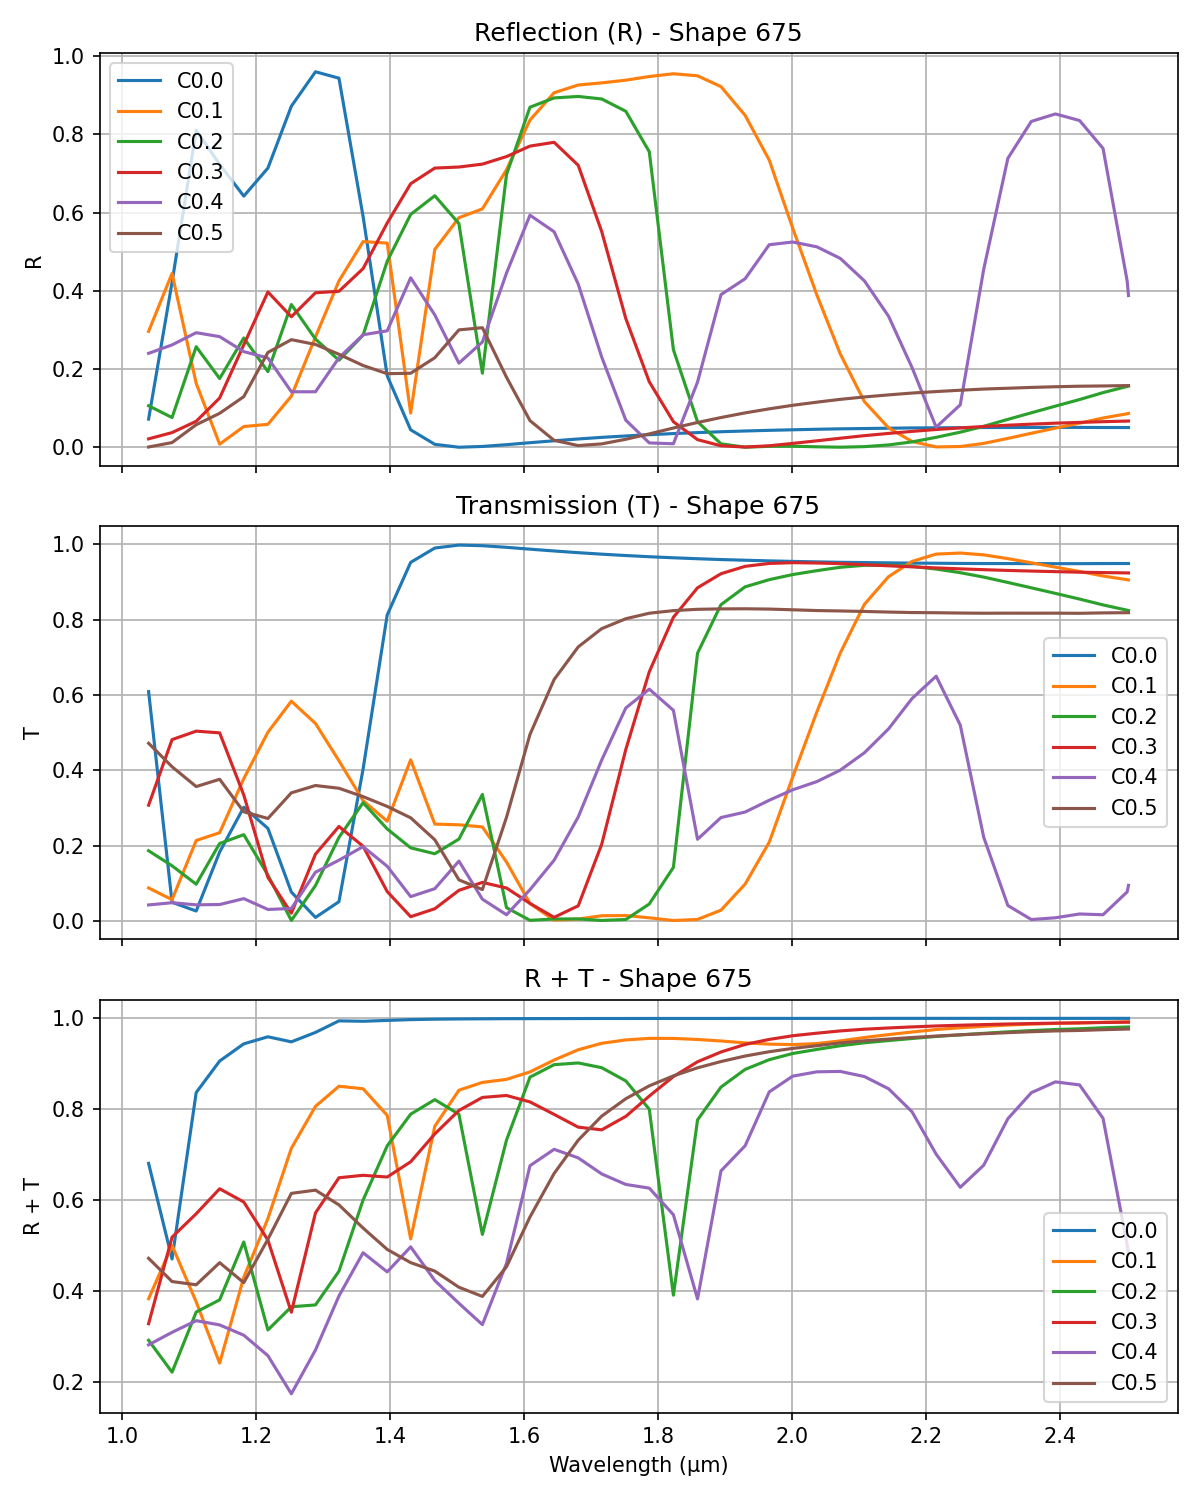 Reflection (R) - Shape 675
1.0
0.8
0.6
0.4
0.2
0.0
R
C0.0
C0.1
C0.2
C0.3
C0.4
C0.5
Transmission (T) - Shape 675
1.0
0.8
0.6
0.4
0.2
0.0
T
C0.0
C0.1
C0.2
C0.3
C0.4
C0.5
R + T - Shape 675
1.0
0.8
0.6
0.4
0.2
R + T
C0.0
C0.1
C0.2
C0.3
C0.4
C0.5
1.0 1.2 1.4 1.6 1.8 2.0 2.2 2.4
Wavelength (μm)